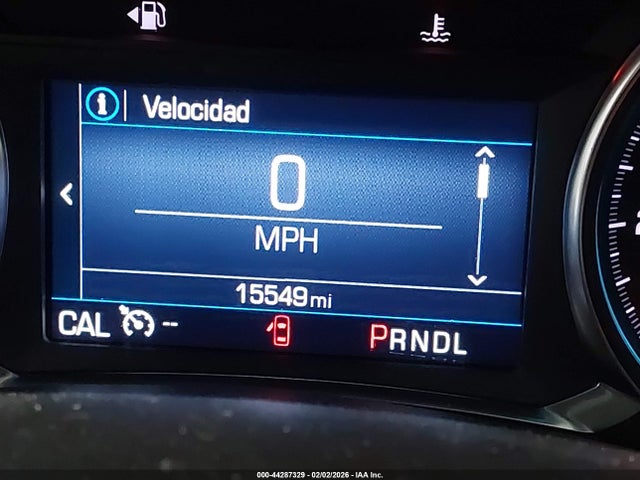 Velocidad
0
MPH
15549 mi
CAL -- PRNDL
000-44287329 - 02/02/2026 - IAA Inc.